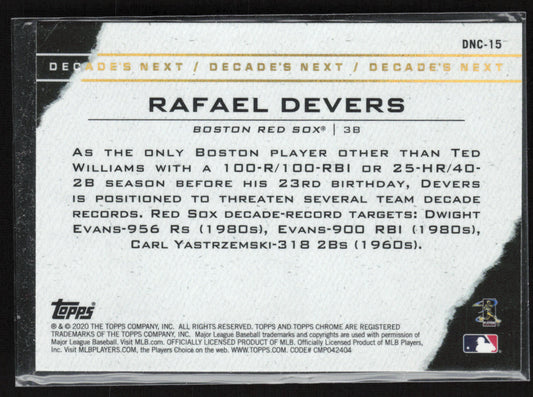 DNC-15
DECADE'S NEXT / DECADE'S NEXT / DECADE'S NEXT
RAFAEL DEVERS
BOSTON RED SOX® | 3B
AS THE ONLY BOSTON PLAYER OTHER THAN TED
WILLIAMS WITH A 100-R/100-RBI OR 25-HR/40-
2B SEASON BEFORE HIS 23RD BIRTHDAY, DEVERS
IS POSITIONED TO THREATEN SEVERAL TEAM DECADE
RECORDS. RED SOX DECADE-RECORD TARGETS: DWIGHT
EVANS-956 RS (1980S), EVANS-900 RBI (1980S),
CARL YASTRZEMSKI-318 2BS (1960S).
Topps
® & © 2020 THE TOPPS COMPANY, INC. ALL RIGHTS RESERVED. TOPPS AND TOPPS CHROME ARE REGISTERED
TRADEMARKS OF THE TOPPS COMPANY, INC. Major League Baseball trademarks and copyrights are used with permission of
Major League Baseball. Visit MLB.com. OFFICIALLY LICENSED PRODUCT OF MLB Players,
Inc. Visit MLBPLAYERS.com, the Players Choice on the web. WWW.TOPPS.COM. CODE# CMP042404